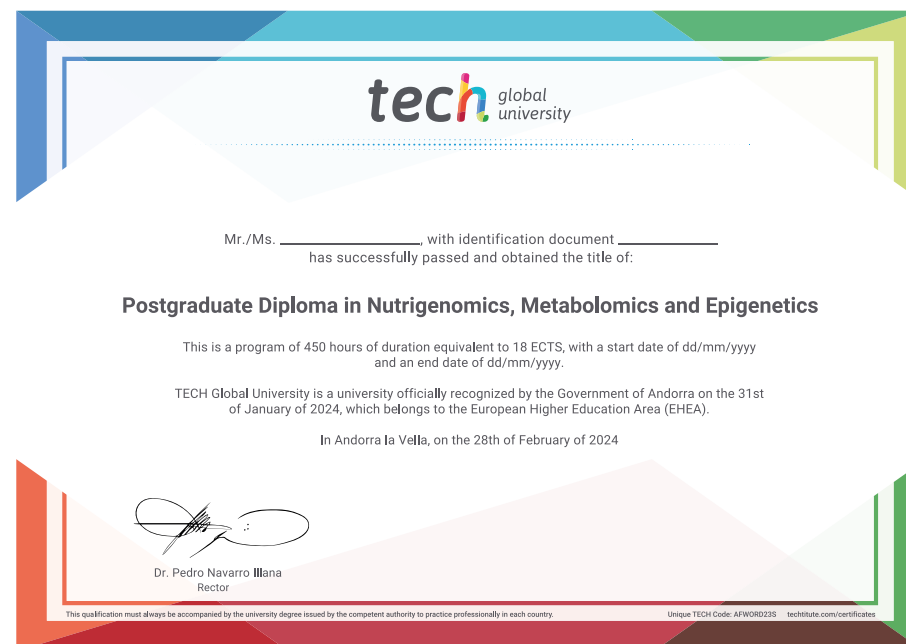 tech global university
Mr./Ms. ____________, with identification document ____________
has successfully passed and obtained the title of:
Postgraduate Diploma in Nutrigenomics, Metabolomics and Epigenetics
This is a program of 450 hours of duration equivalent to 18 ECTS, with a start date of dd/mm/yyyy
and an end date of dd/mm/yyyy.
TECH Global University is a university officially recognized by the Government of Andorra on the 31st
of January of 2024, which belongs to the European Higher Education Area (EHEA).
In Andorra la Vella, on the 28th of February of 2024
Dr. Pedro Navarro Illana
Rector
This qualification must always be accompanied by the university degree issued by the competent authority to practice professionally in each country.
Unique TECH Code: AFWORD23S techtitute.com/certificates